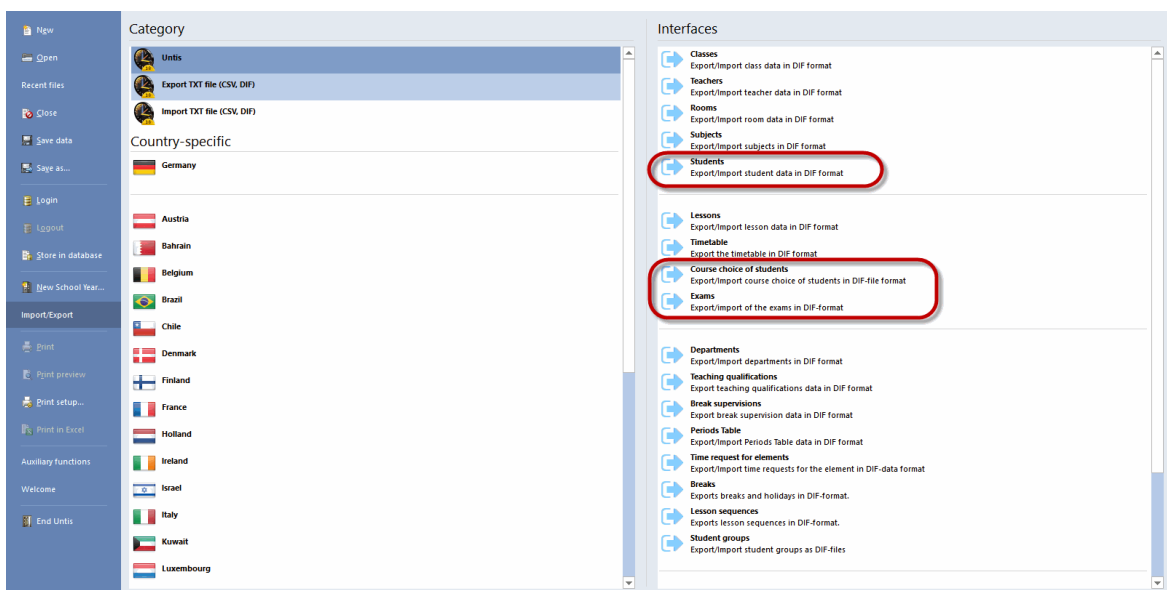 New
Open
Recent files
Close
Save data
Save as...
Login
Logout
Store in database
New School Year...
Import/Export
Print
Print preview
Print setup...
Print in Excel
Auxiliary functions
Welcome
End Untis
Category
Untis
Export TXT file (CSV, DIF)
Import TXT file (CSV, DIF)
Country-specific
Germany
Austria
Bahrain
Belgium
Brazil
Chile
Denmark
Finland
France
Holland
Ireland
Israel
Italy
Kuwait
Luxembourg
Interfaces
Classes
Export/Import class data in DIF format
Teachers
Export/Import teacher data in DIF format
Rooms
Export/Import room data in DIF format
Subjects
Export/Import subjects in DIF format
Students
Export/Import student data in DIF format
Lessons
Export/Import lesson data in DIF format
Timetable
Export the timetable in DIF format
Course choice of students
Export/Import course choice of students in DIF-file format
Exams
Export/import of the exams in DIF-format
Departments
Export/Import departments in DIF format
Teaching qualifications
Export teaching qualifications data in DIF format
Break supervisions
Export break supervision data in DIF format
Periods Table
Export/Import Periods Table data in DIF format
Time request for elements
Export/Import time requests for the element in DIF-data format
Breaks
Exports breaks and holidays in DIF-format.
Lesson sequences
Exports lesson sequences in DIF-format.
Student groups
Export/Import student groups as DIF-files